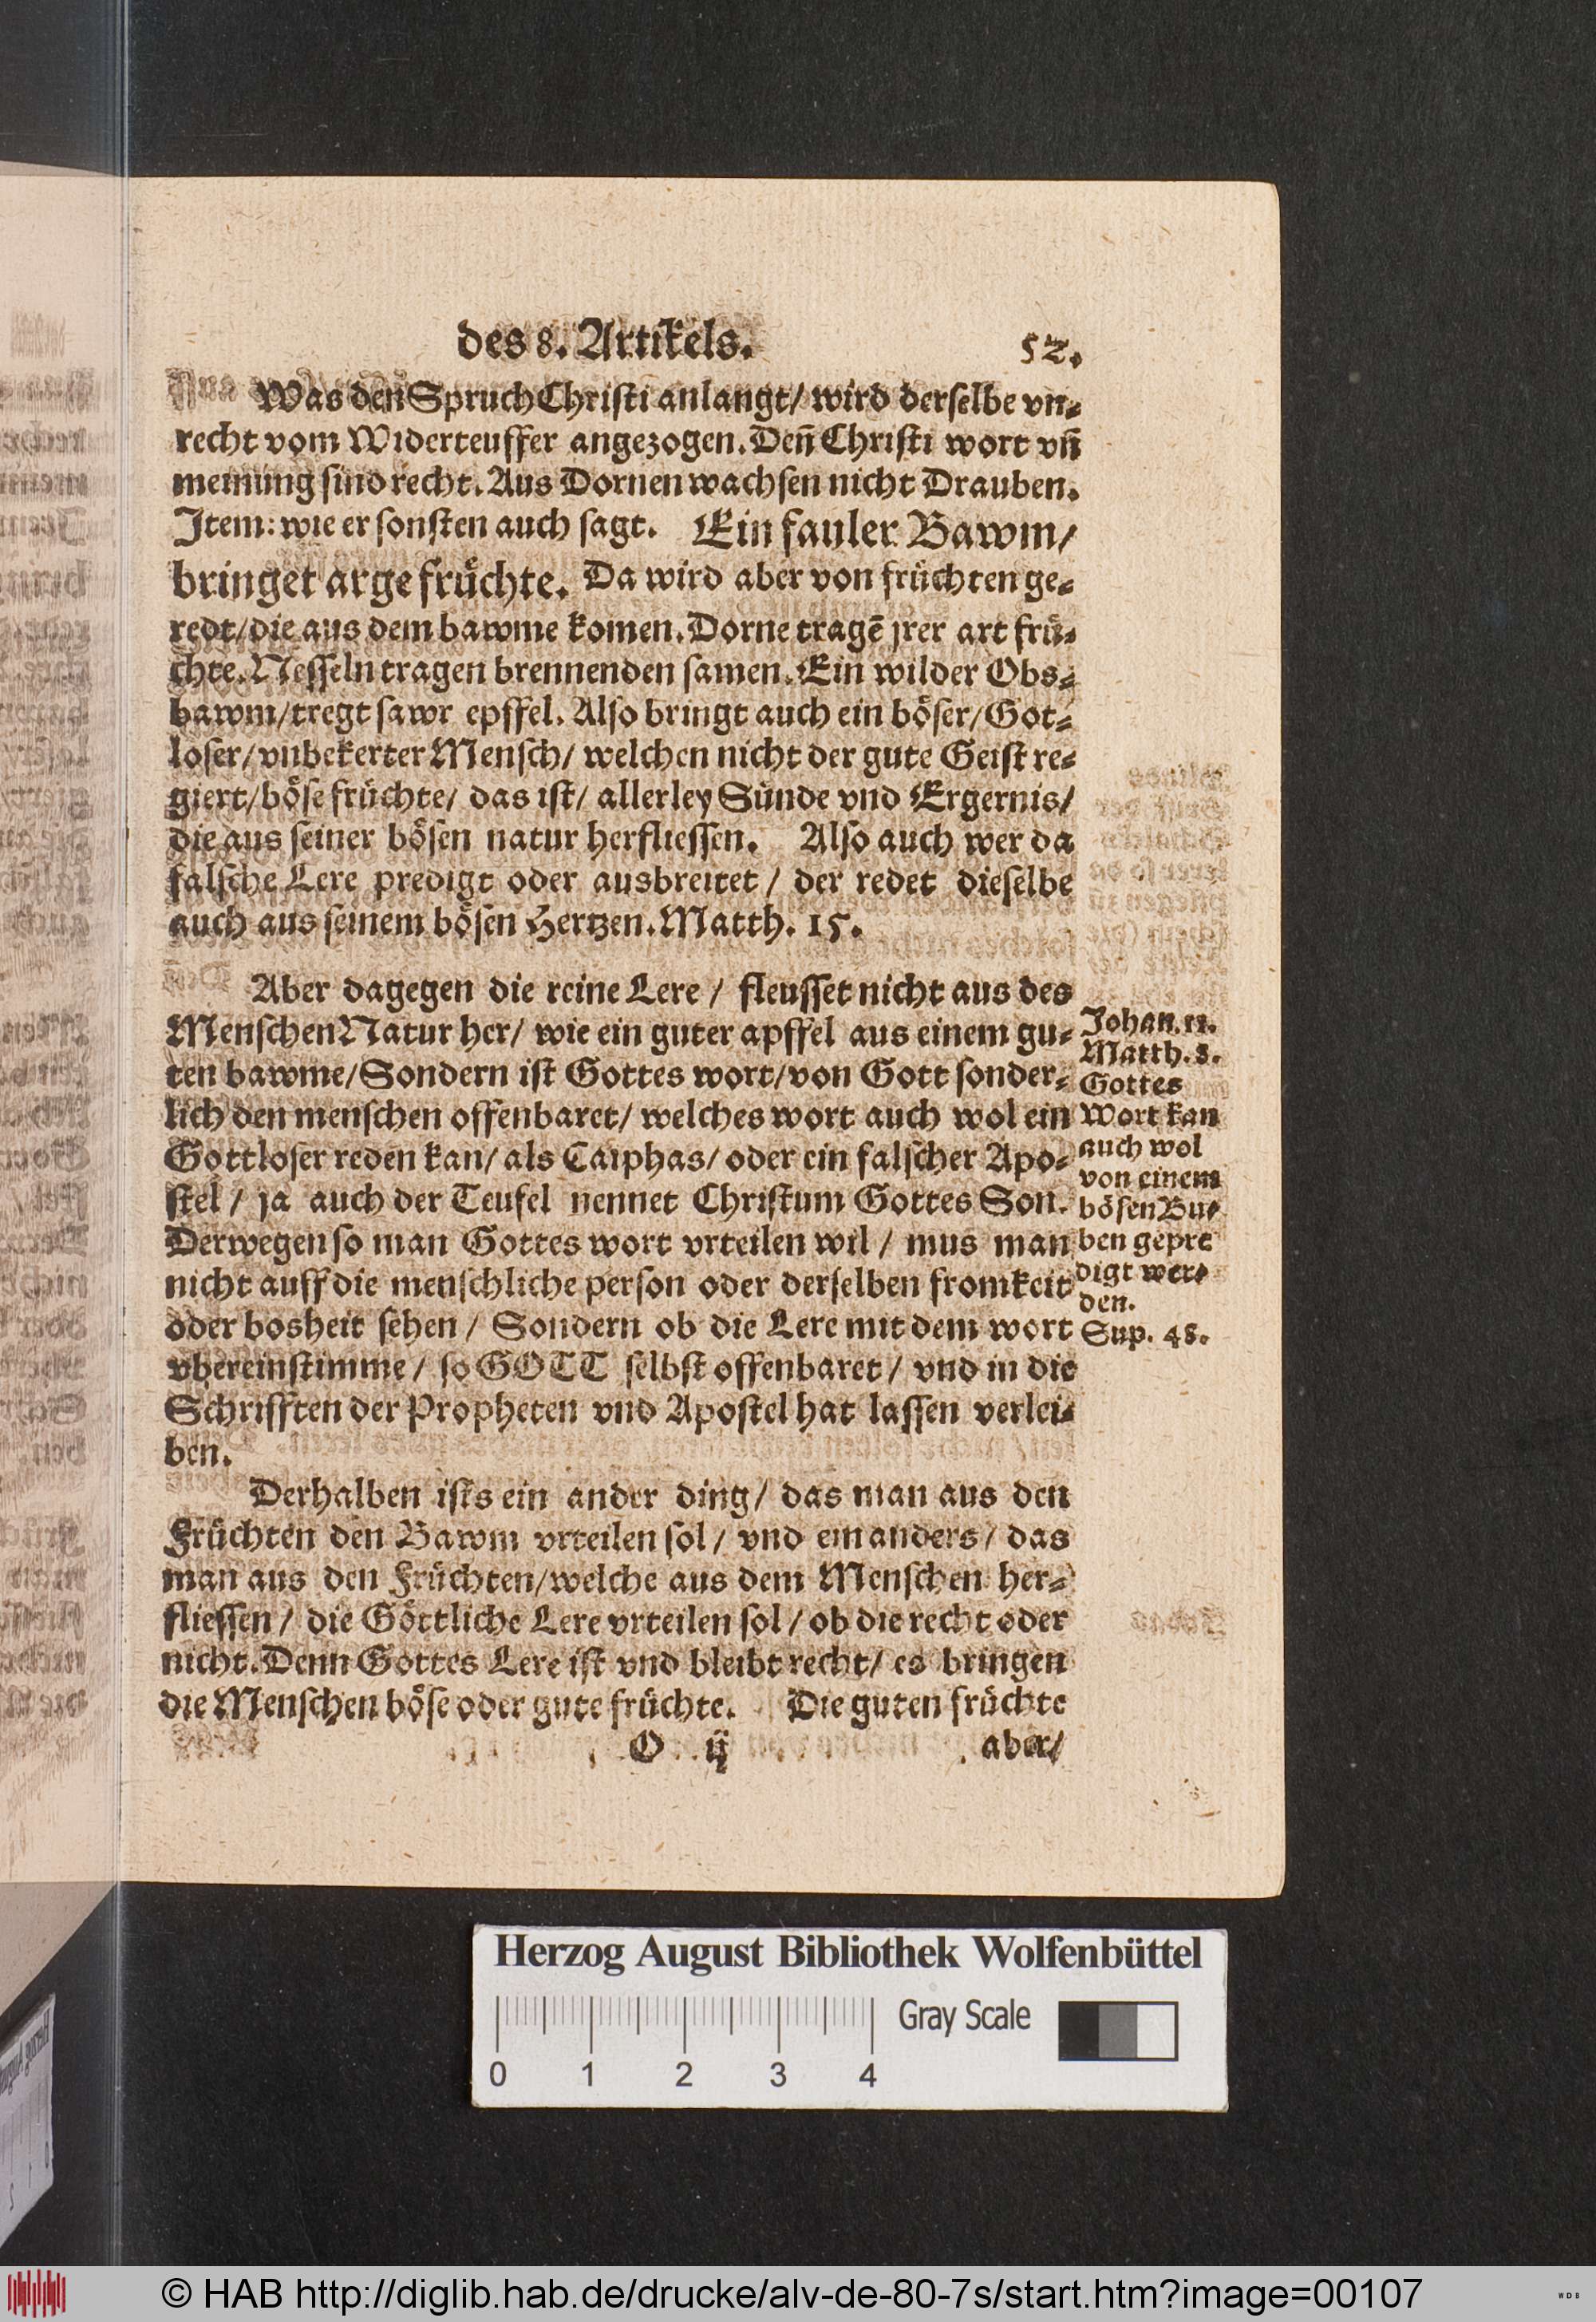 des 8. Artikels. 52.
Was den Spruch Christi anlangt/ wird derselbe vn⸗
recht vom Widerteuffer angezogen. Deñ Christi wort vñ
meinung sind recht. Aus Dornen wachsen nicht Drauben.
Item: wie er sonsten auch sagt. Ein fauler Bawm/
bringet arge früchte. Da wird aber von früchten ge⸗
redt/ die aus dem bawme komen. Dorne tragē jrer art frü⸗
chte. Nesseln tragen brennenden samen. Ein wilder Obs⸗
bawm/ tregt sawr epffel. Also bringt auch ein böser/ Got⸗
loser/ vnbekerter Mensch/ welchen nicht der gute Geist re⸗
giert/ böse früchte/ das ist/ allerley Sünde vnd Ergernis/
die aus seiner bösen natur herfliessen. Also auch wer da
falsche Lere predigt oder ausbreitet/ der redet dieselbe
auch aus seinem bösen Hertzen. Matth. 15.
Aber dagegen die reine Lere/ fleusset nicht aus des
Menschen Natur her/ wie ein guter apffel aus einem gu⸗
ten bawme/ Sondern ist Gottes wort/ von Gott sonder⸗
lich den menschen offenbaret/ welches wort auch wol ein
Gottloser reden kan/ als Caiphas/ oder ein falscher Apo⸗
stel/ ja auch der Teufel nennet Christum Gottes Son.
Derwegen so man Gottes wort vrteilen wil/ mus man
nicht auff die menschliche person oder derselben fromkeit
oder bosheit sehen/ Sondern ob die Lere mit dem wort
vbereinstimme/ so GOTT selbst offenbaret/ vnd in die
Schrifften der Propheten vnd Apostel hat lassen verlei⸗
ben.
Johan. 11.
Matth. 8.
Gottes
Wort kan
auch wol
von einem
bösen Bu⸗
ben gepre
digt wer⸗
den.
Sup. 48.
Derhalben ists ein ander ding/ das man aus den
Früchten den Bawm vrteilen sol/ vnd ein anders/ das
man aus den Früchten/ welche aus dem Menschen her⸗
fliessen/ die Göttliche Lere vrteilen sol/ ob die recht oder
nicht. Denn Gottes Lere ist vnd bleibt recht/ es bringen
die Menschen böse oder gute früchte. Die guten früchte
O ij aber/
Herzog August Bibliothek Wolfenbüttel
Gray Scale
0 1 2 3 4
© HAB http://diglib.hab.de/drucke/alv-de-80-7s/start.htm?image=00107
WDB